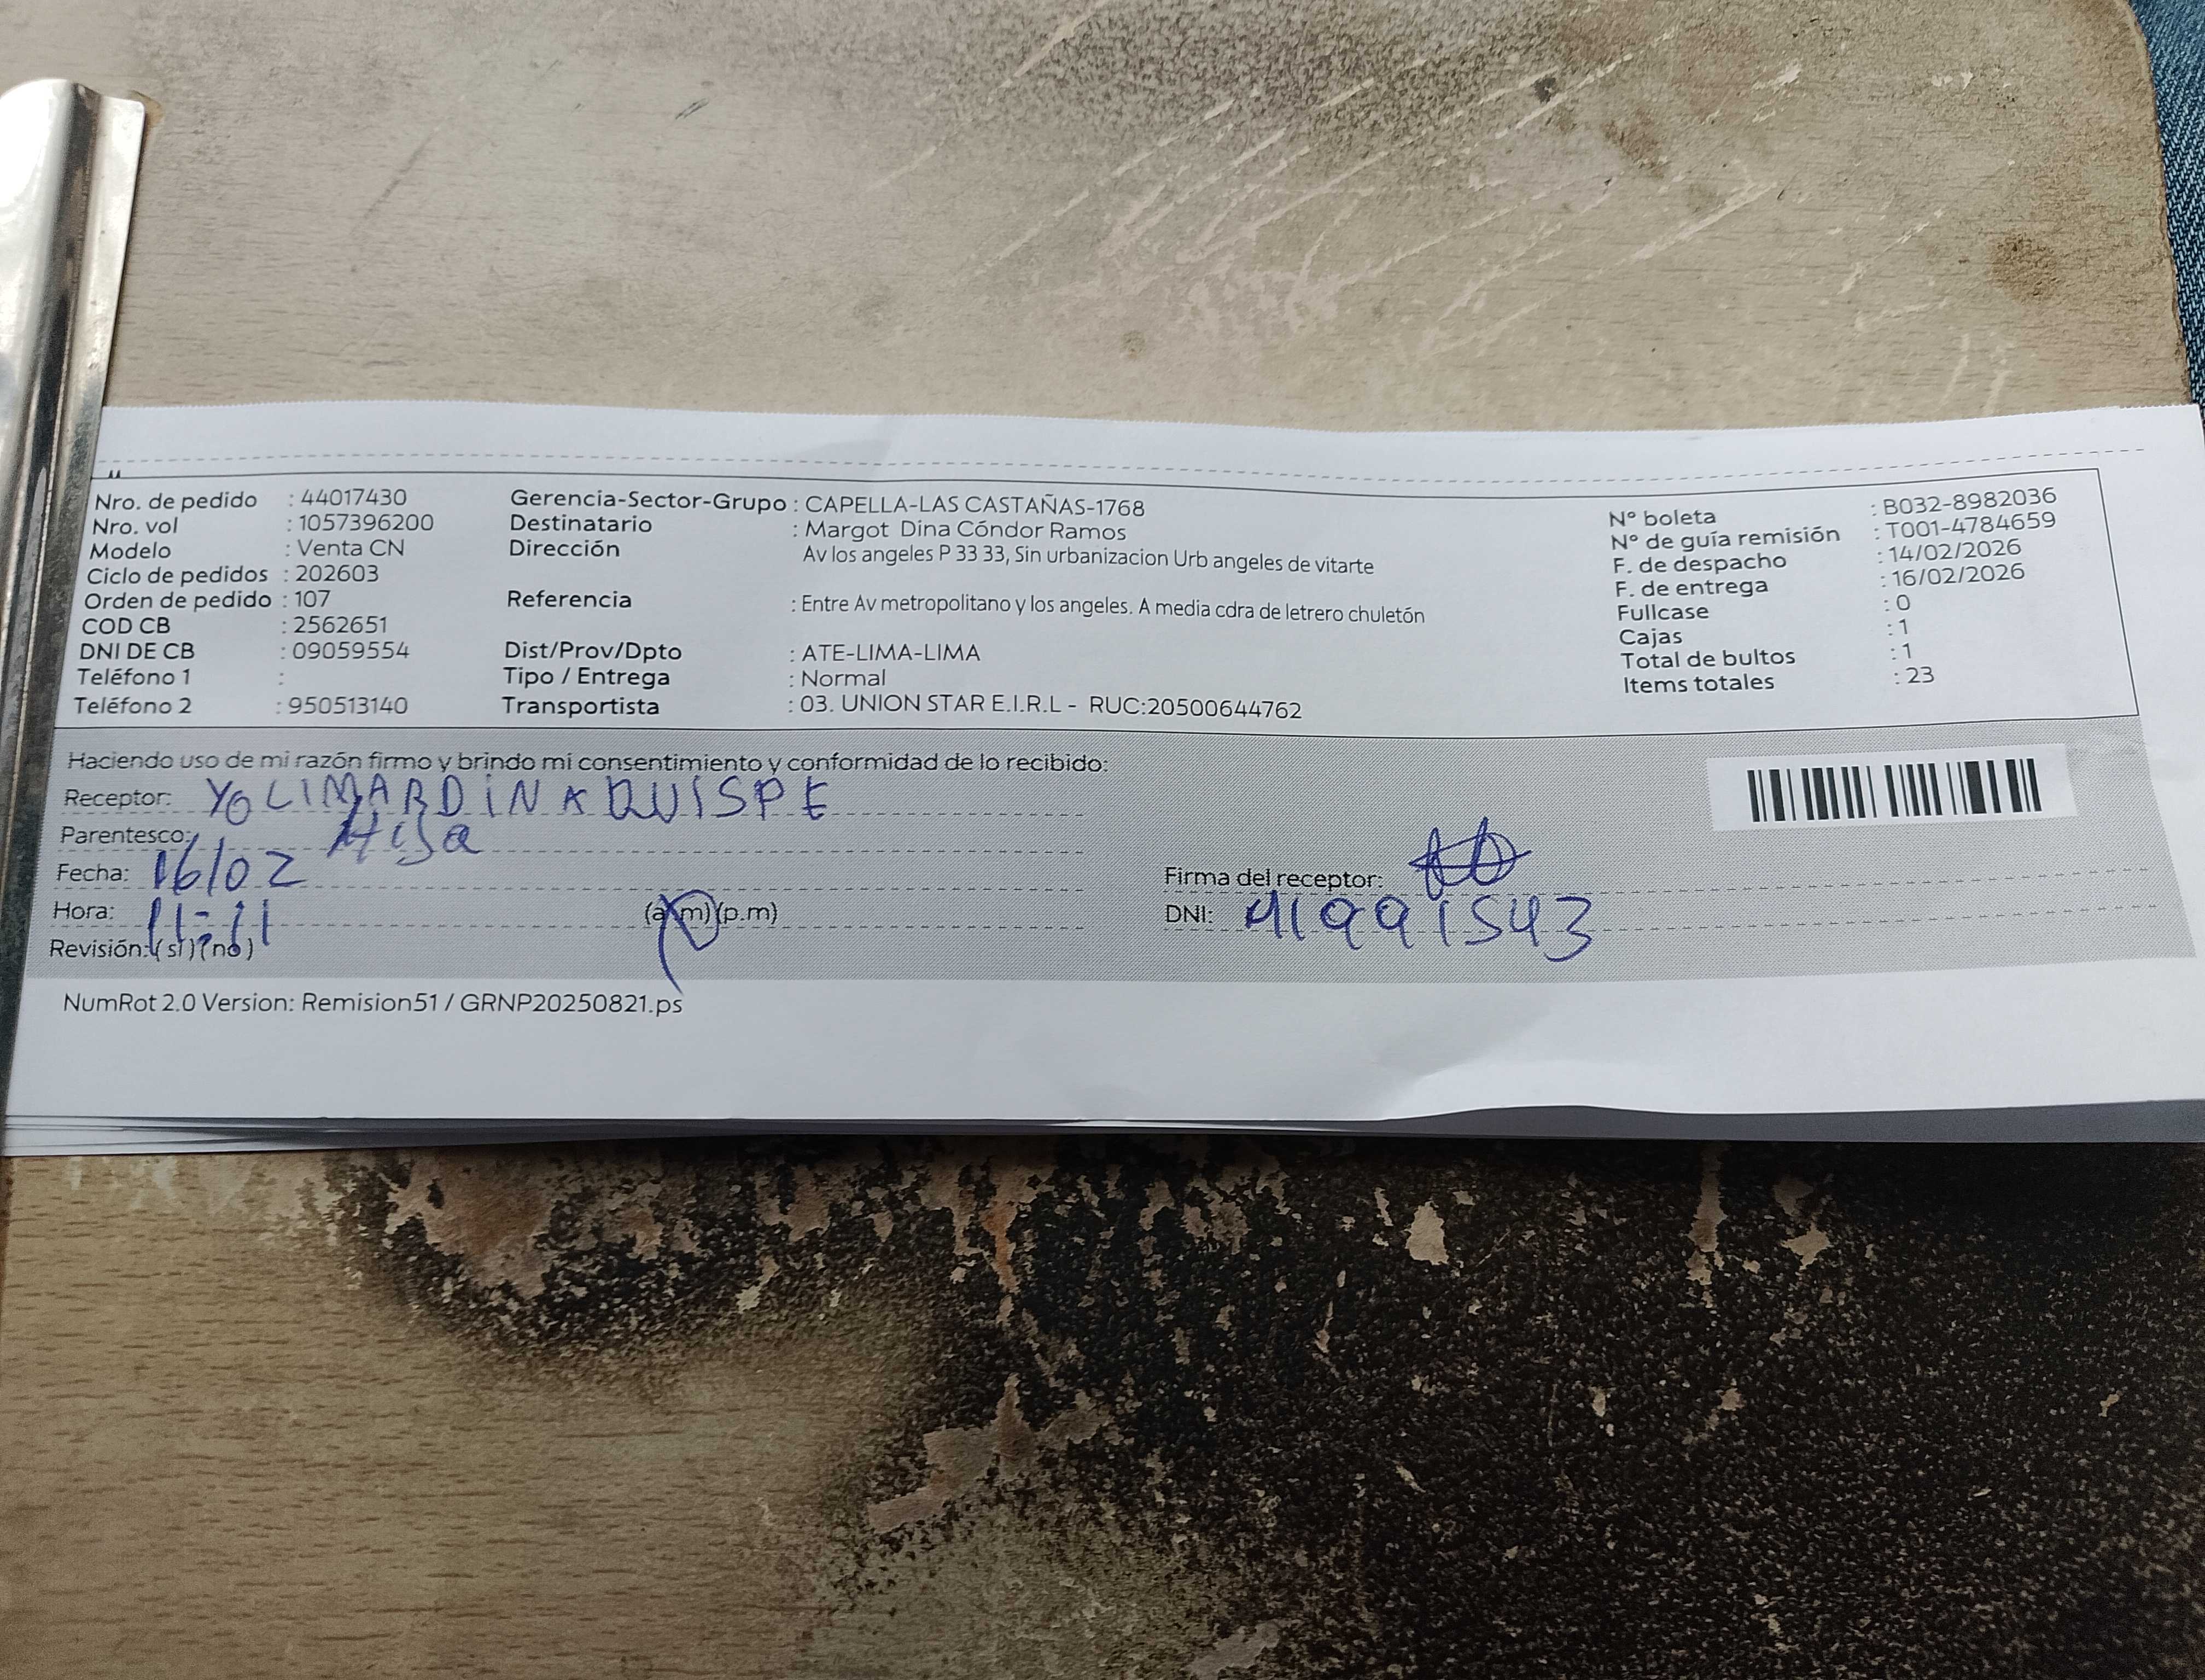 Nro. de pedido : 44017430
Nro. vol : 1057396200
Modelo : Venta CN
Ciclo de pedidos : 202603
Orden de pedido : 107
COD CB : 2562651
DNI DE CB : 09059554
Teléfono 1 :
Teléfono 2 : 950513140
Gerencia-Sector-Grupo : CAPELLA-LAS CASTAÑAS-1768
Destinatario : Margot Dina Cóndor Ramos
Dirección Av los angeles P 33 33, Sin urbanizacion Urb angeles de vitarte
Referencia : Entre Av metropolitano y los angeles. A media cdra de letrero chuletón
Dist/Prov/Dpto : ATE-LIMA-LIMA
Tipo / Entrega : Normal
Transportista : 03. UNION STAR E.I.R.L - RUC:20500644762
N° boleta : B032-8982036
N° de guía remisión : T001-4784659
F. de despacho : 14/02/2026
F. de entrega : 16/02/2026
Fullcase : 0
Cajas : 1
Total de bultos : 1
Items totales : 23
Haciendo uso de mi razón firmo y brindo mi consentimiento y conformidad de lo recibido:
Receptor: YOLIMAR DINA QUISPE
Parentesco: Hija
Fecha: 16/02
Hora: 11:11 (a.m)(p.m)
Revisión:( si )( no )
Firma del receptor:
DNI: 41991543
NumRot 2.0 Version: Remision51 / GRNP20250821.ps